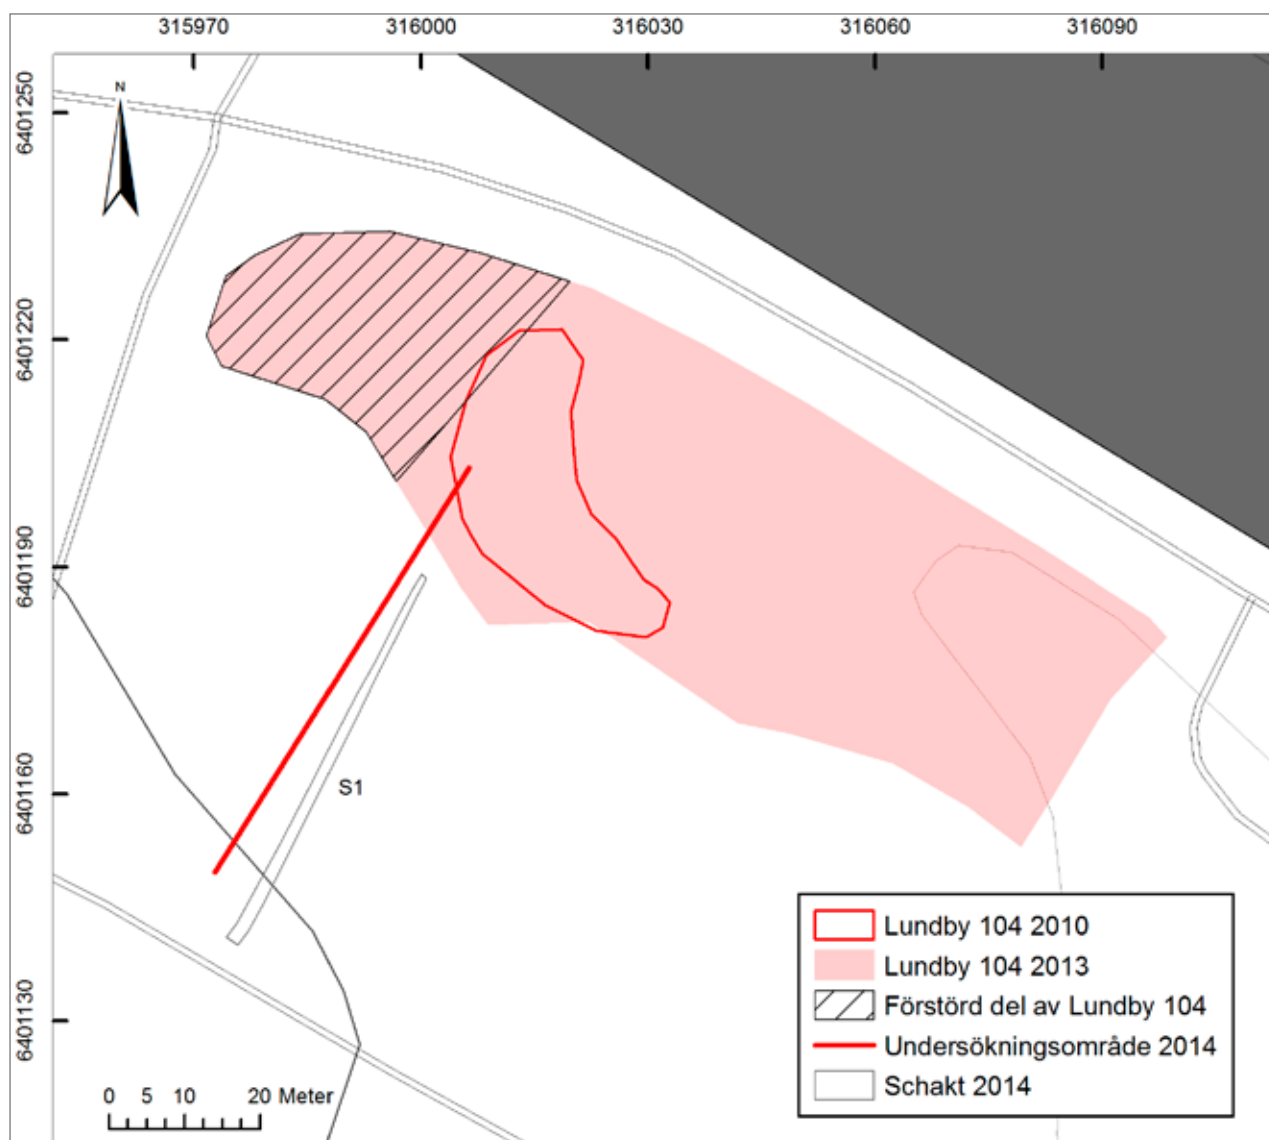 315970 316000 316030 316060 316090
6401250
N
6401220
6401190
6401160
S1
6401130
Lundby 104 2010
Lundby 104 2013
Förstörd del av Lundby 104
Undersökningsområde 2014
Schakt 2014
0 5 10 20 Meter